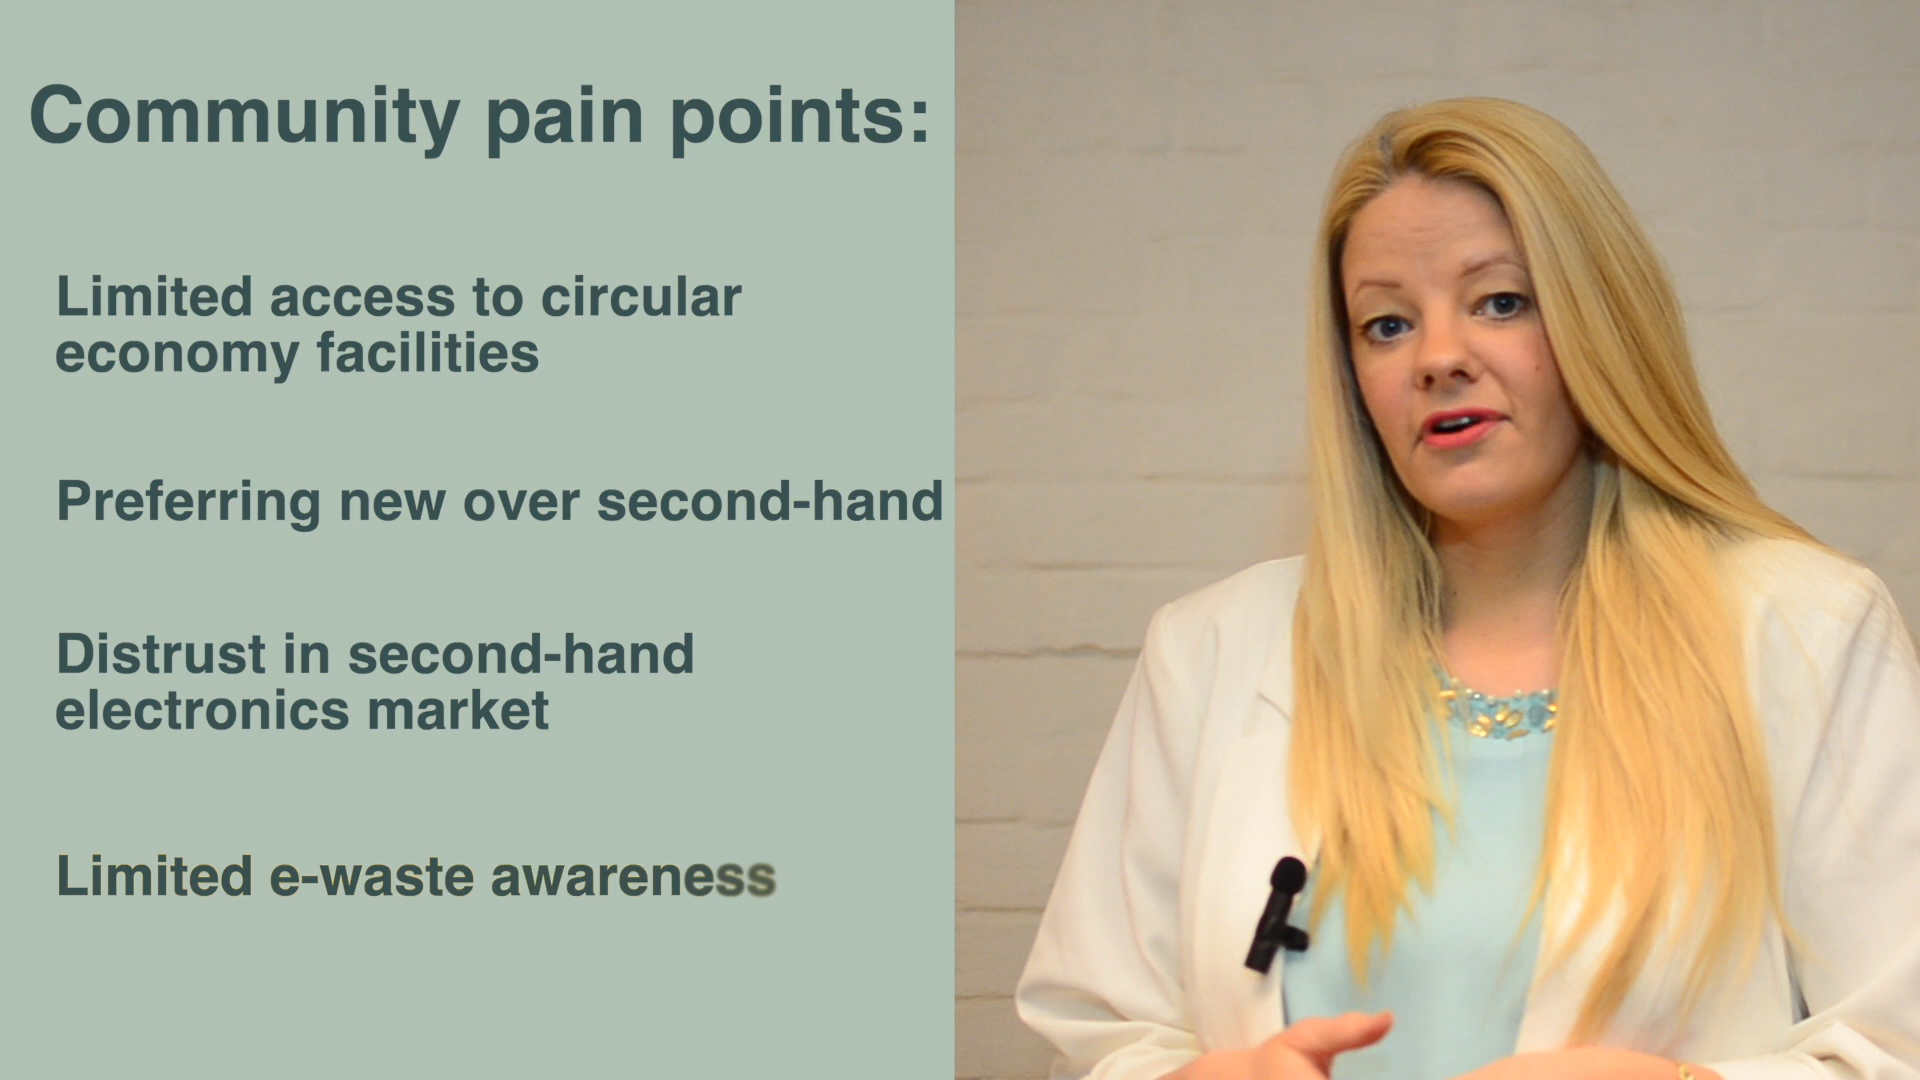 Community pain points:
Limited access to circular
economy facilities
Preferring new over second-hand
Distrust in second-hand
electronics market
Limited e-waste awareness